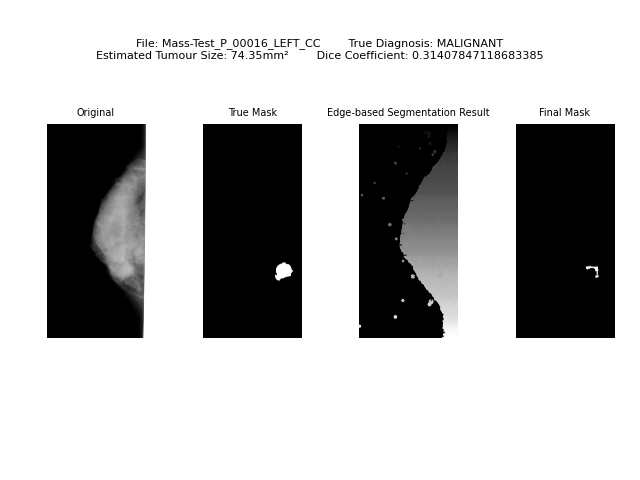 File: Mass-Test_P_00016_LEFT_CC True Diagnosis: MALIGNANT
Estimated Tumour Size: 74.35mm² Dice Coefficient: 0.31407847118683385
Original True Mask Edge-based Segmentation Result Final Mask